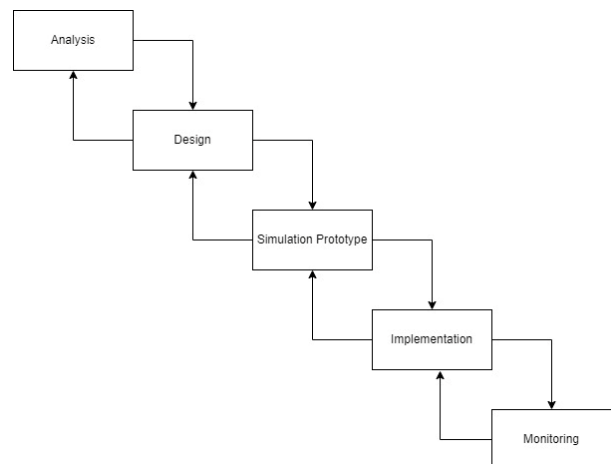 Analysis
Design
Simulation Prototype
Implementation
Monitoring